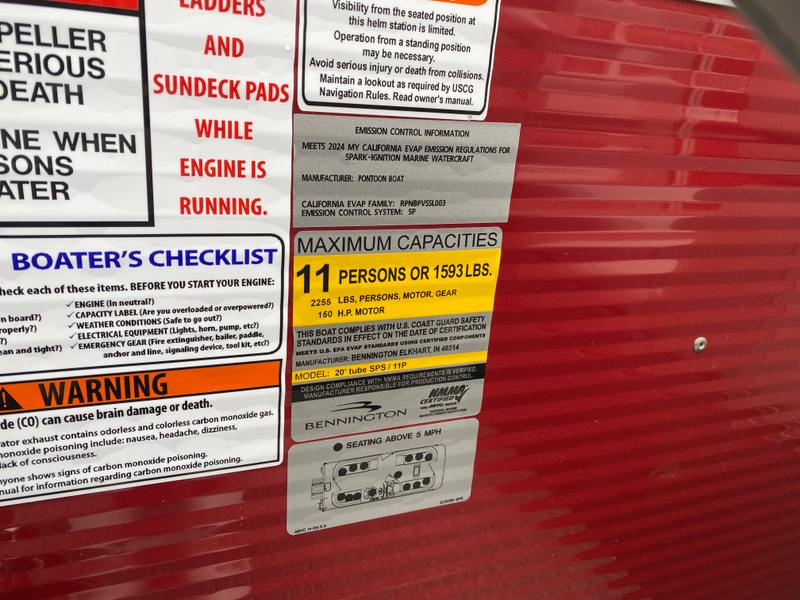 PELLER
ERIOUS
DEATH
NE WHEN
SONS
ATER
LADDERS
AND
SUNDECK PADS
WHILE
ENGINE IS
RUNNING.
Visibility from the seated position at
this helm station is limited.
Operation from a standing position
may be necessary.
Avoid serious injury or death from collisions.
Maintain a lookout as required by USCG
Navigation Rules. Read owner's manual.
EMISSION CONTROL INFORMATION
MEETS 2024 MY CALIFORNIA EVAP EMISSION REGULATIONS FOR
SPARK-IGNITION MARINE WATERCRAFT
MANUFACTURER: PONTOON BOAT
CALIFORNIA EVAP FAMILY: RPNBPVSSL003
EMISSION CONTROL SYSTEM: SP
BOATER'S CHECKLIST
heck each of these items. BEFORE YOU START YOUR ENGINE:
n board?)
roperly?)
?)
ean and tight?)
✓ ENGINE (In neutral?)
✓ CAPACITY LABEL (Are you overloaded or overpowered?)
✓ WEATHER CONDITIONS (Safe to go out?)
✓ ELECTRICAL EQUIPMENT (Lights, horn, pump, etc?)
✓ EMERGENCY GEAR (Fire extinguisher, bailer, paddle,
anchor and line, signaling device, tool kit, etc?)
WARNING
de (CO) can cause brain damage or death.
rator exhaust contains odorless and colorless carbon monoxide gas.
monoxide poisoning include: nausea, headache, dizziness,
lack of consciousness.
nyone shows signs of carbon monoxide poisoning.
nual for information regarding carbon monoxide poisoning.
MAXIMUM CAPACITIES
11 PERSONS OR 1593 LBS.
2255 LBS, PERSONS, MOTOR, GEAR
150 H.P. MOTOR
THIS BOAT COMPLIES WITH U.S. COAST GUARD SAFETY
STANDARDS IN EFFECT ON THE DATE OF CERTIFICATION
MEETS U.S. EPA EVAP STANDARDS USING CERTIFIED COMPONENTS
MANUFACTURER: BENNINGTON ELKHART, IN 46514
MODEL: 20' tube SPS / 11P
DESIGN COMPLIANCE WITH NMMA REQUIREMENTS IS VERIFIED.
MANUFACTURER RESPONSIBLE FOR PRODUCTION CONTROL.
BENNINGTON
NMMA
CERTIFIED
SEATING ABOVE 5 MPH